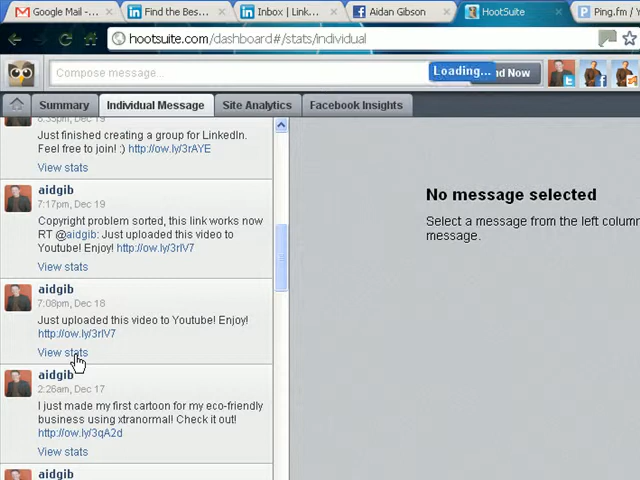 Google Mail -
Find the Bes...
Inbox | Link
Aidan Gibson
HootSuite
Ping.fm / Y
hootsuite.com/dashboard#/stats/individual
Compose message...
Loading...
nd Now
Summary
Individual Message
Site Analytics
Facebook Insights
8:35pm, Dec 19
Just finished creating a group for LinkedIn.
Feel free to join! :) http://ow.ly/3rAYE
View stats
aidgib
7:17pm, Dec 19
Copyright problem sorted, this link works now
RT @aidgib: Just uploaded this video to
Youtube! Enjoy! http://ow.ly/3rlV7
View stats
aidgib
7:08pm, Dec 18
Just uploaded this video to Youtube! Enjoy!
http://ow.ly/3rlV7
View stats
aidgib
2:26am, Dec 17
I just made my first cartoon for my eco-friendly
business using xtranormal! Check it out!
http://ow.ly/3qA2d
View stats
aidgib
No message selected
Select a message from the left colum
message.